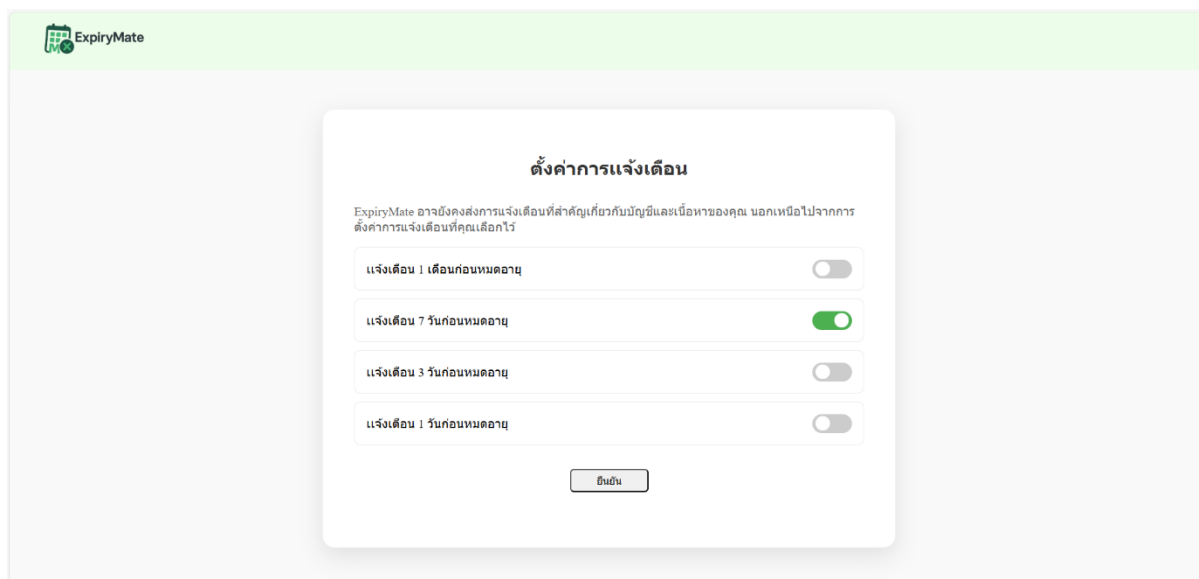 ExpiryMate
ตั้งค่าการแจ้งเตือน
ExpiryMate อาจยังคงส่งการแจ้งเตือนที่สำคัญเกี่ยวกับบัญชีและเนื้อหาของคุณ นอกเหนือไปจากการ
ตั้งค่าการแจ้งเตือนที่คุณเลือกไว้
แจ้งเตือน 1 เดือนก่อนหมดอายุ
แจ้งเตือน 7 วันก่อนหมดอายุ
แจ้งเตือน 3 วันก่อนหมดอายุ
แจ้งเตือน 1 วันก่อนหมดอายุ
ยืนยัน